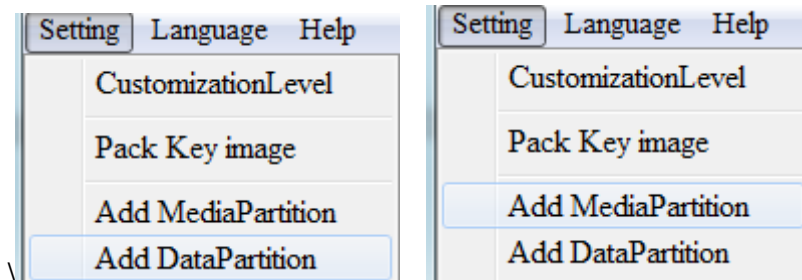 Setting Language Help
CustomizationLevel
Pack Key image
Add MediaPartition
Add DataPartition
\
Setting Language Help
CustomizationLevel
Pack Key image
Add MediaPartition
Add DataPartition